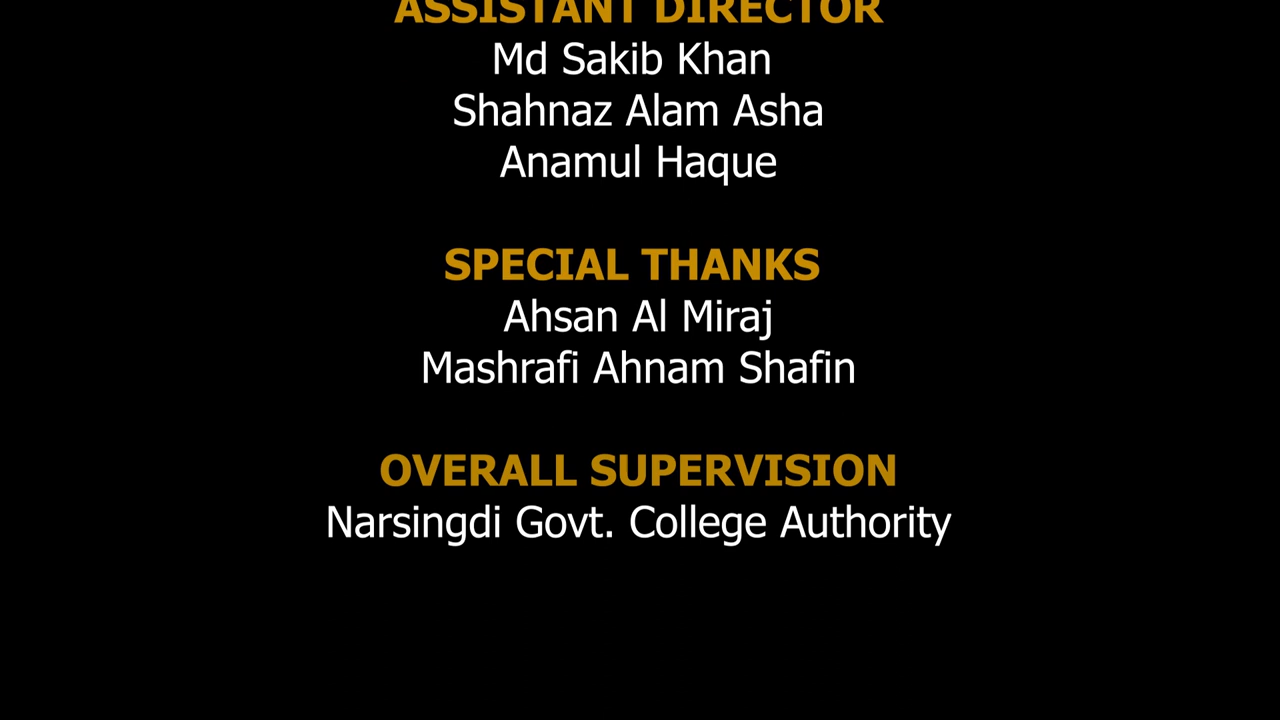 ASSISTANT DIRECTOR
Md Sakib Khan
Shahnaz Alam Asha
Anamul Haque
SPECIAL THANKS
Ahsan Al Miraj
Mashrafi Ahnam Shafin
OVERALL SUPERVISION
Narsingdi Govt. College Authority